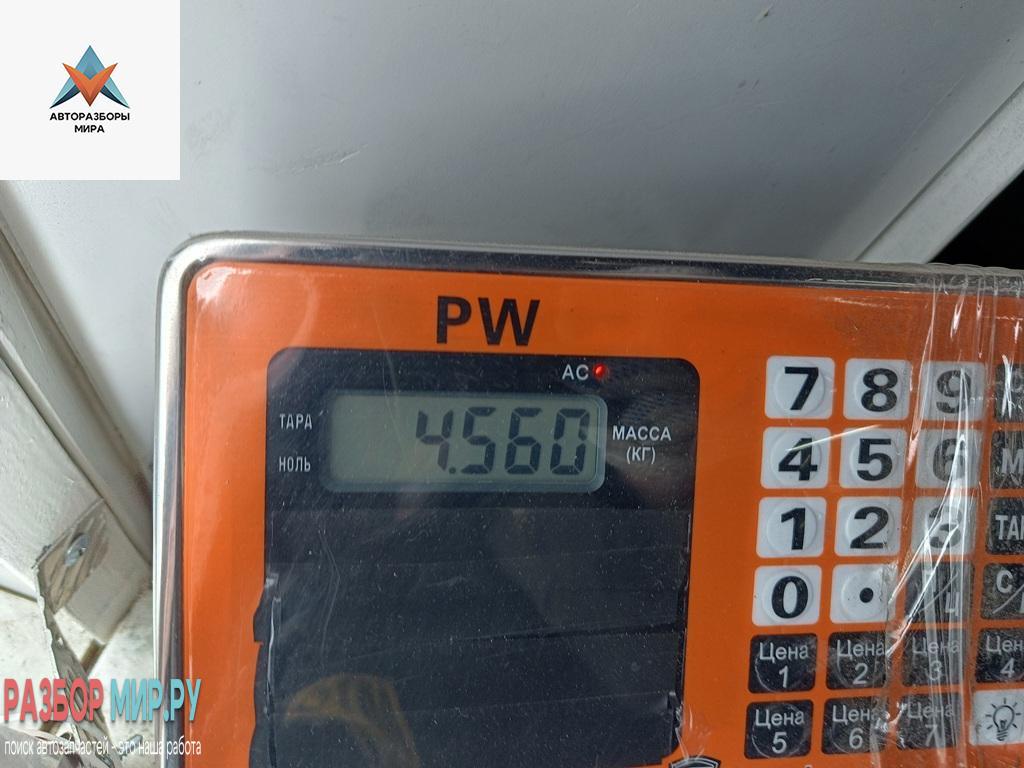 АВТОРАЗБОРЫ
МИРА
PW
AC
ТАРА
4.560
МАССА
(КГ)
НОЛЬ
7 8 9
4 5 6 М
1 2 3 ТАР
0 . С
Цена 1
Цена 2
Цена 3
Цена 4
Цена 5
Цена 6
Цена 7
РАЗБОР МИР.РУ
поиск автозапчастей - это наша работа